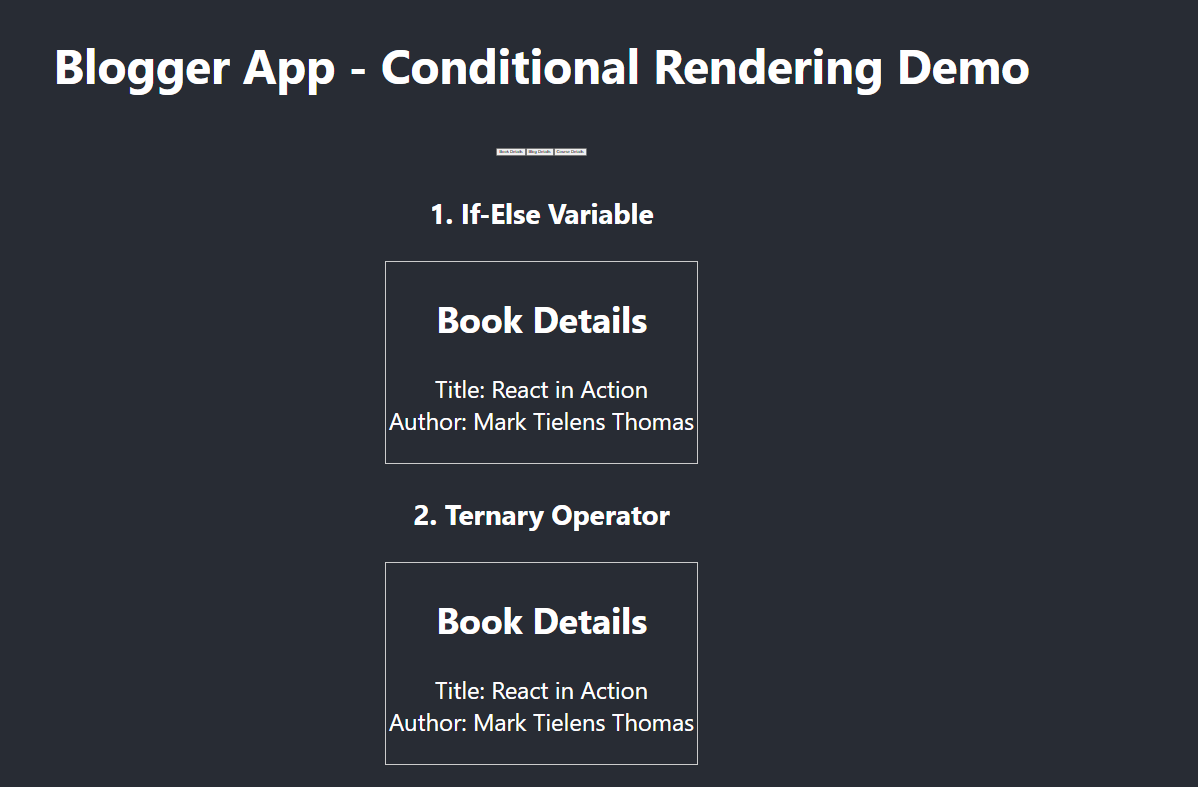 Blogger App - Conditional Rendering Demo
Book Details Blog Details Course Details
1. If-Else Variable
Book Details
Title: React in Action
Author: Mark Tielens Thomas
2. Ternary Operator
Book Details
Title: React in Action
Author: Mark Tielens Thomas